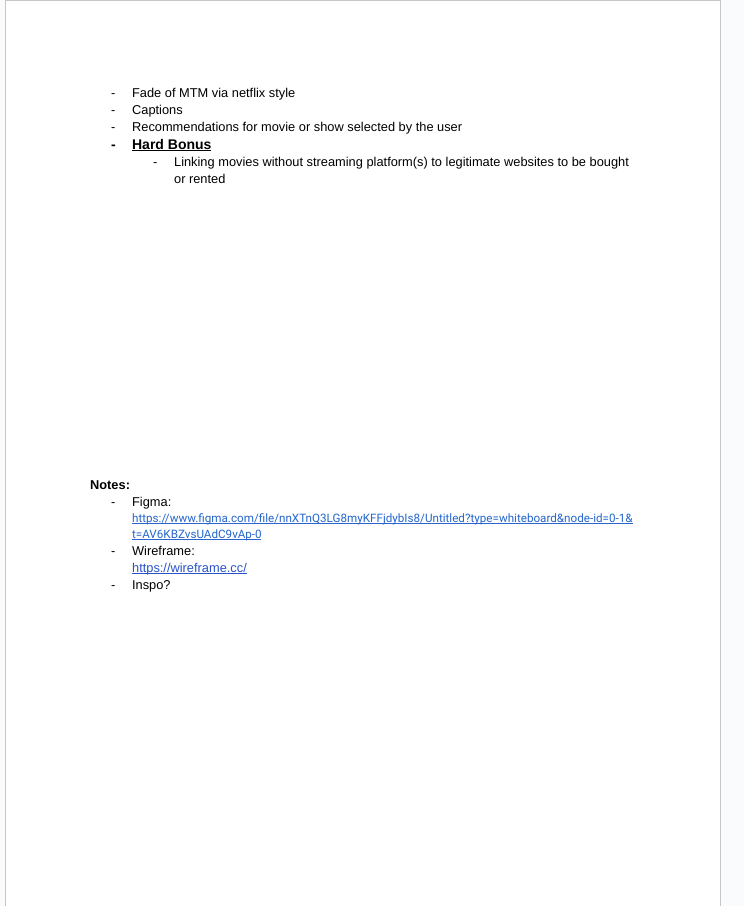 - Fade of MTM via netflix style
- Captions
- Recommendations for movie or show selected by the user
- Hard Bonus
- Linking movies without streaming platform(s) to legitimate websites to be bought
or rented
Notes:
- Figma:
https://www.figma.com/file/nnXTnQ3LG8myKFFjdybIs8/Untitled?type=whiteboard&node-id=0-1&
t=AV6KBZvsUAdC9vAp-0
- Wireframe:
https://wireframe.cc/
- Inspo?